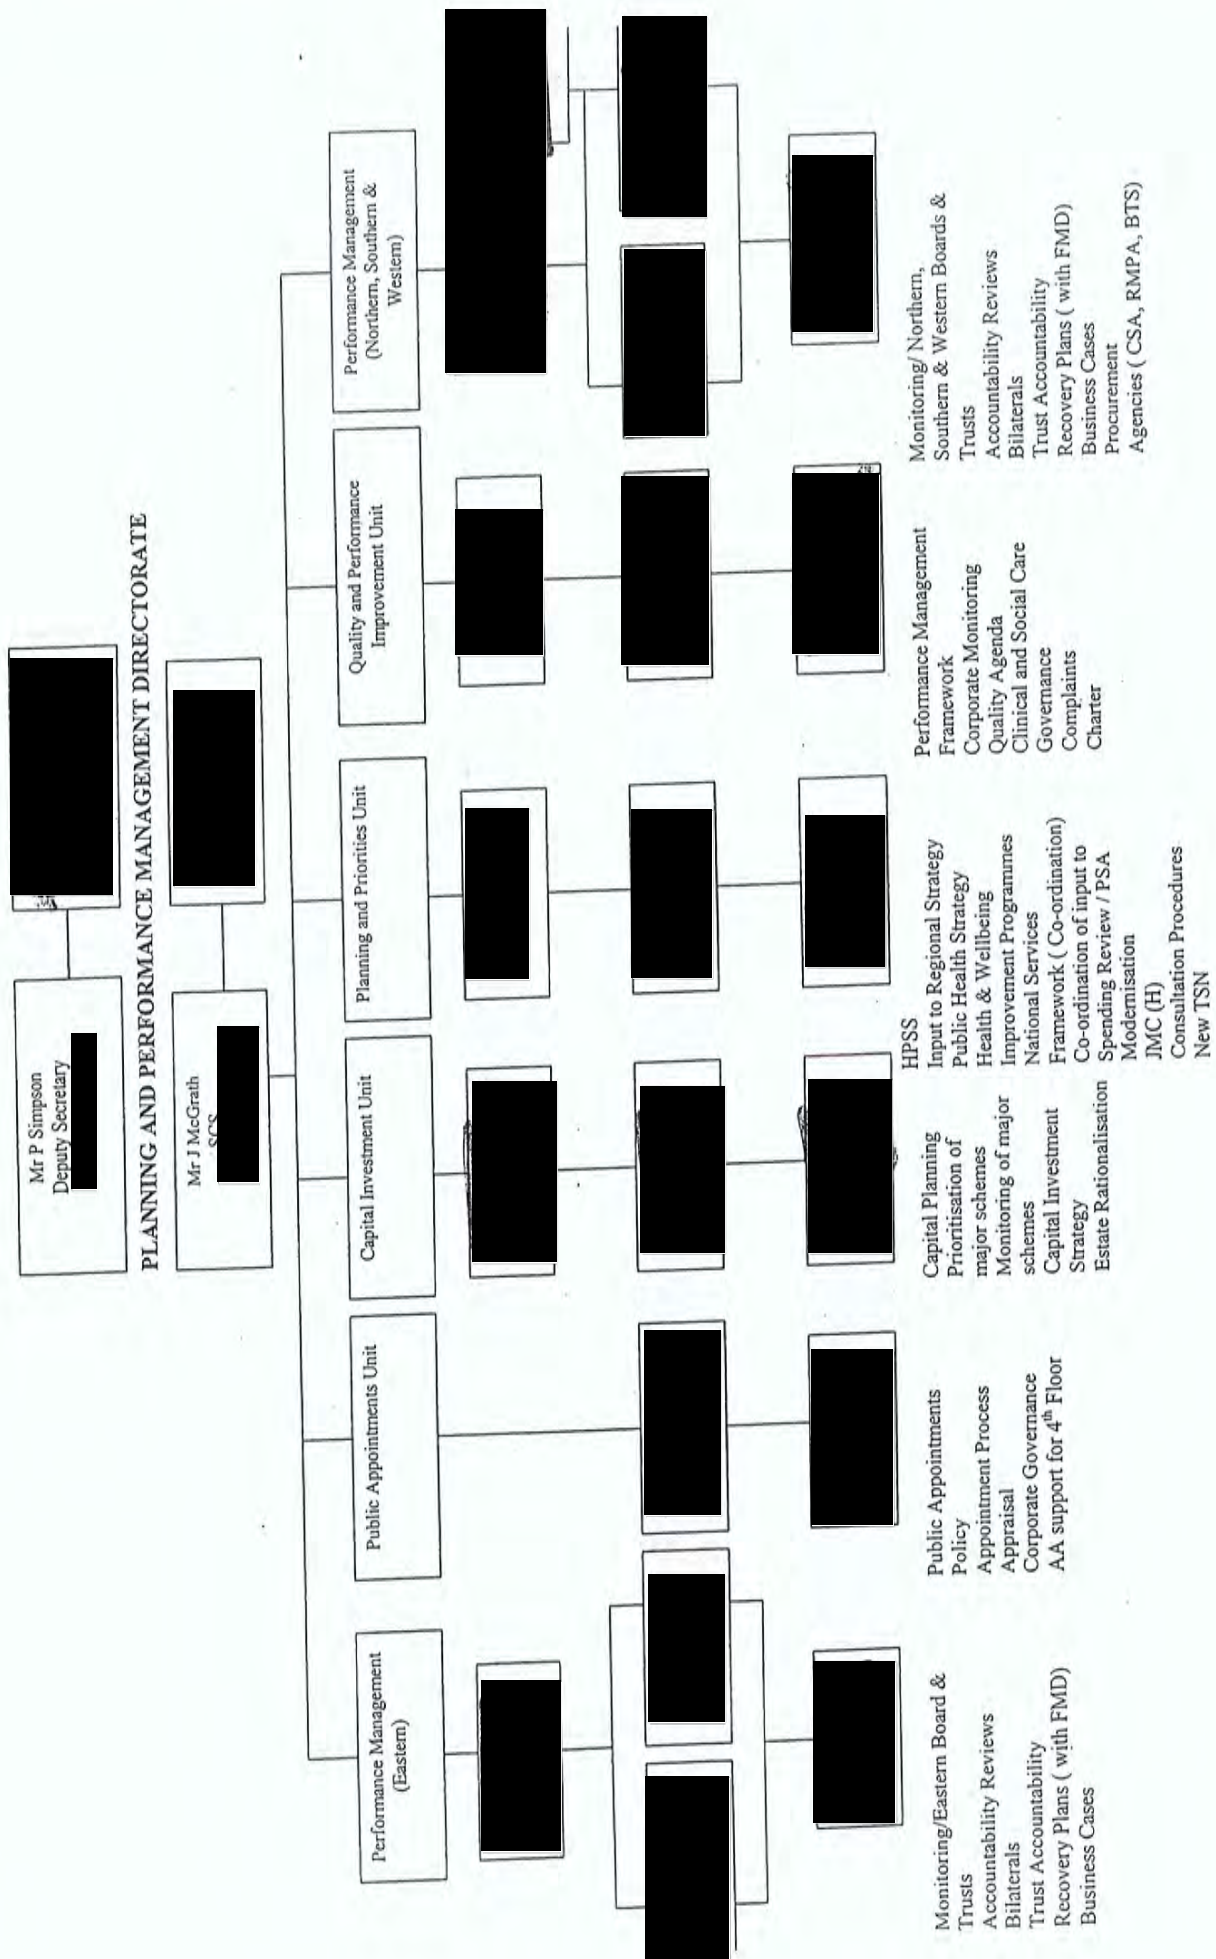 Mr P Simpson
Deputy Secretary
PLANNING AND PERFORMANCE MANAGEMENT DIRECTORATE
Mr J McGrath
SCS
Performance Management
(Eastern)
Public Appointments Unit
Capital Investment Unit
Planning and Priorities Unit
Quality and Performance
Improvement Unit
Performance Management
(Northern, Southern &
Western)
Monitoring/Eastern Board &
Trusts
Accountability Reviews
Bilaterals
Trust Accountability
Recovery Plans ( with FMD)
Business Cases
Public Appointments
Policy
Appointment Process
Appraisal
Corporate Governance
AA support for 4th Floor
Capital Planning
Prioritisation of
major schemes
Monitoring of major
schemes
Capital Investment
Strategy
Estate Rationalisation
HPSS
Input to Regional Strategy
Public Health Strategy
Health & Wellbeing
Improvement Programmes
National Services
Framework ( Co-ordination)
Co-ordination of input to
Spending Review / PSA
Modernisation
JMC (H)
Consultation Procedures
New TSN
Performance Management
Framework
Corporate Monitoring
Quality Agenda
Clinical and Social Care
Governance
Complaints
Charter
Monitoring/ Northern,
Southern & Western Boards &
Trusts
Accountability Reviews
Bilaterals
Trust Accountability
Recovery Plans ( with FMD)
Business Cases
Procurement
Agencies ( CSA, RMPA, BTS)